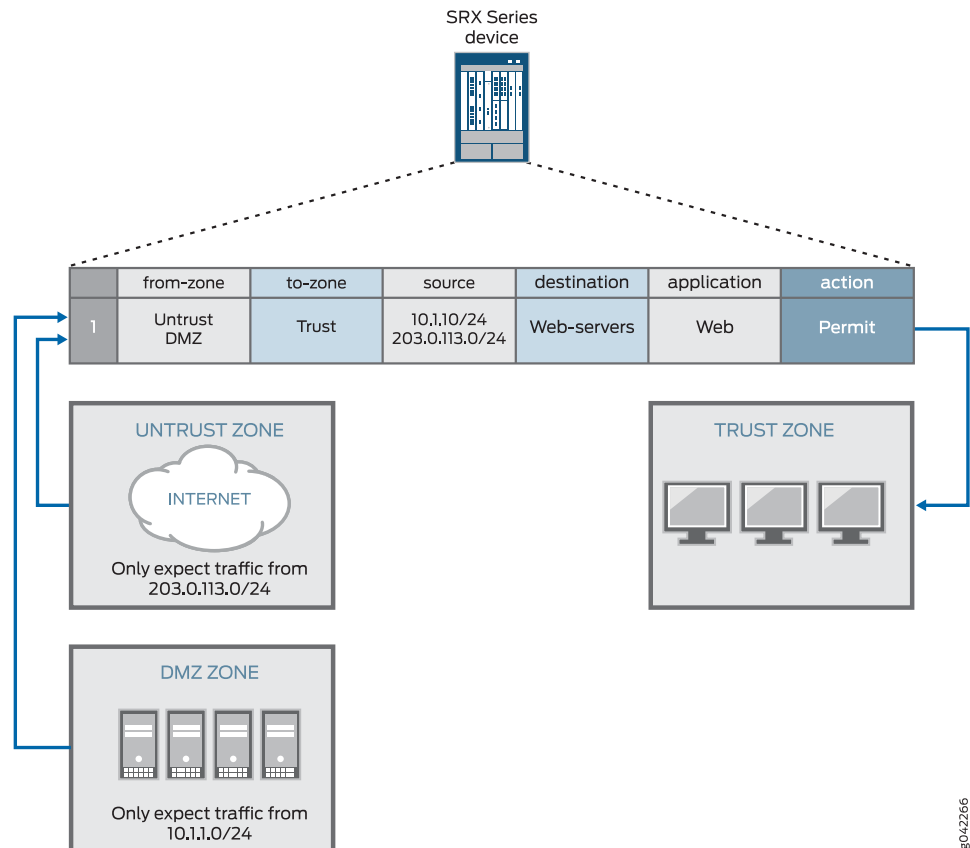 SRX Series
device
from-zone to-zone source destination application action
1 Untrust DMZ Trust 10.1.10/24 203.0.113.0/24 Web-servers Web Permit
UNTRUST ZONE
INTERNET
Only expect traffic from
203.0.113.0/24
TRUST ZONE
DMZ ZONE
Only expect traffic from
10.1.1.0/24
g042266